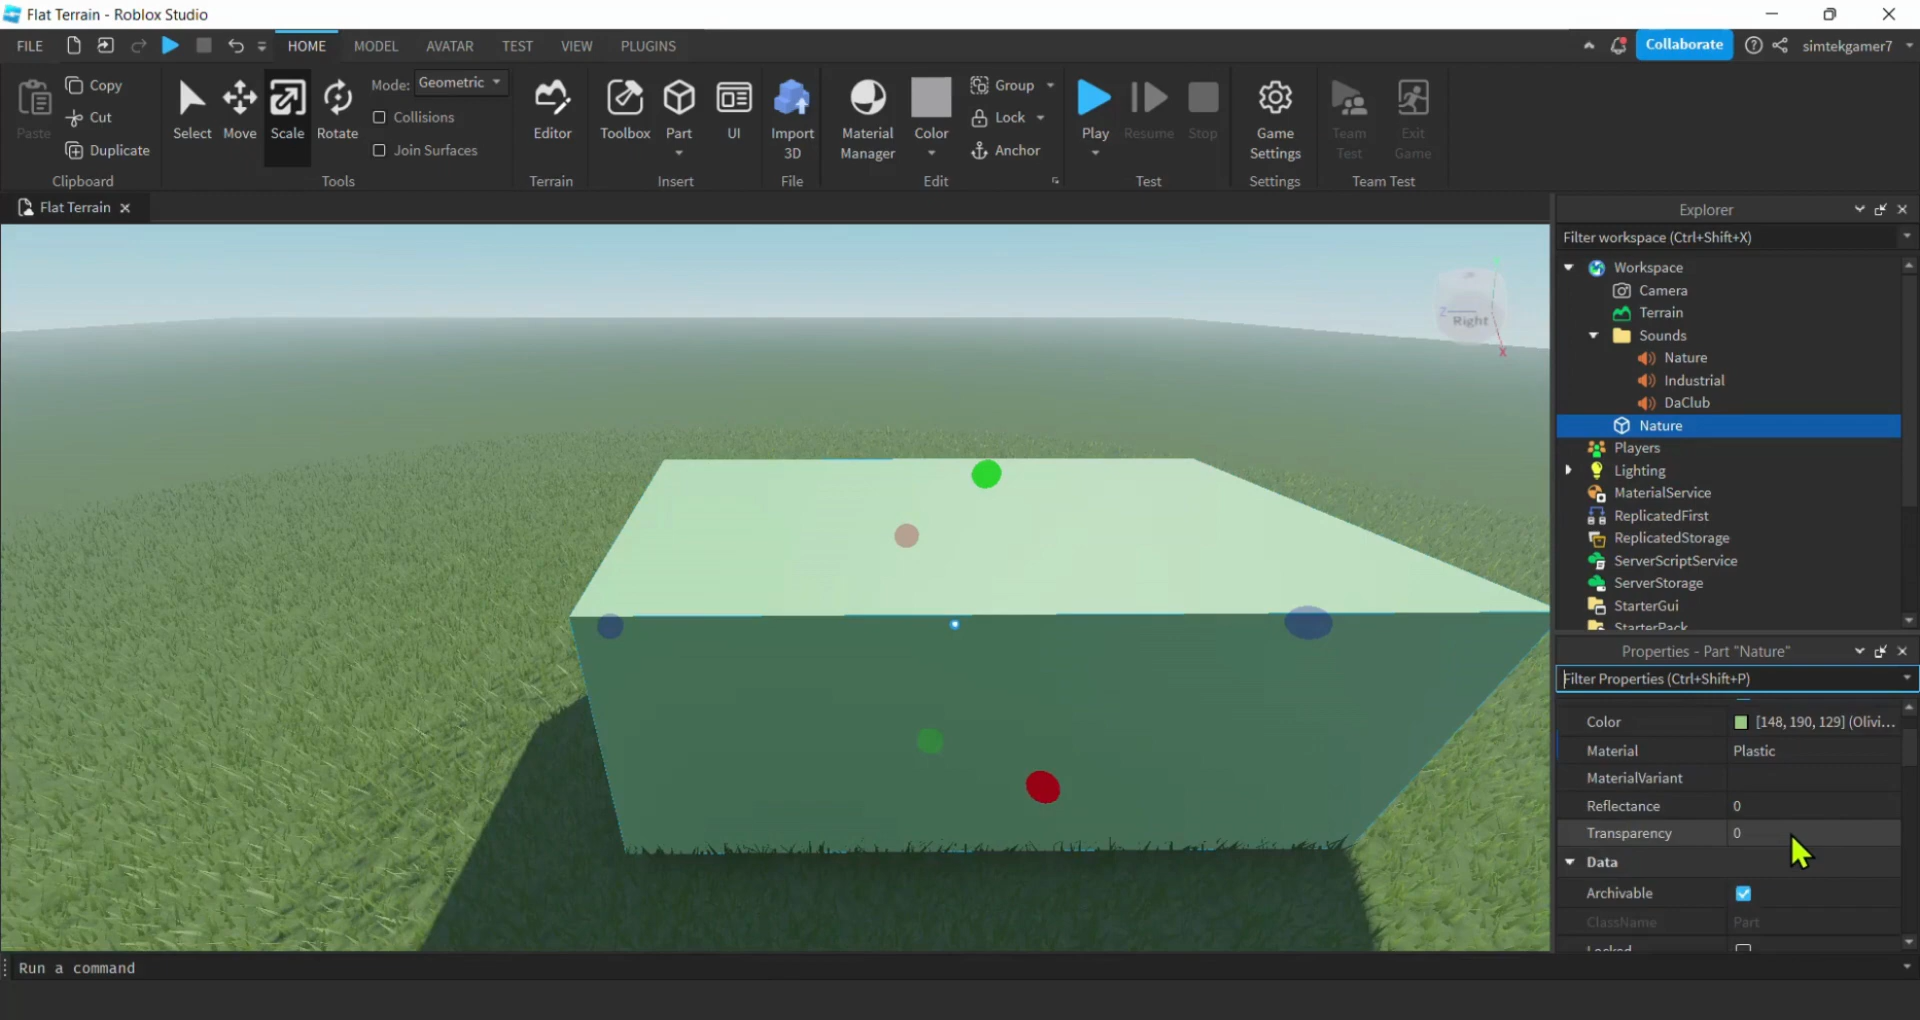 Flat Terrain - Roblox Studio
FILE HOME MODEL AVATAR TEST VIEW PLUGINS Collaborate simtekgamer7
Paste Copy Cut Duplicate
Clipboard
Select Move Scale Rotate Mode: Geometric
Collisions
Join Surfaces
Tools
Editor
Terrain
Toolbox Part UI
Insert
Import
3D
File
Material
Manager
Color
Group
Lock
Anchor
Edit
Play Resume Stop
Test
Game
Settings
Settings
Team
Test
Exit
Game
Team Test
Flat Terrain
Z Right
X
Explorer
Filter workspace (Ctrl+Shift+X)
Workspace
Camera
Terrain
Sounds
Nature
Industrial
DaClub
Nature
Players
Lighting
MaterialService
ReplicatedFirst
ReplicatedStorage
ServerScriptService
ServerStorage
StarterGui
StarterPack
Properties - Part "Nature"
Filter Properties (Ctrl+Shift+P)
Color [148, 190, 129] (Olivi...
Material Plastic
MaterialVariant
Reflectance 0
Transparency 0
Data
Archivable
ClassName Part
Locked
Run a command